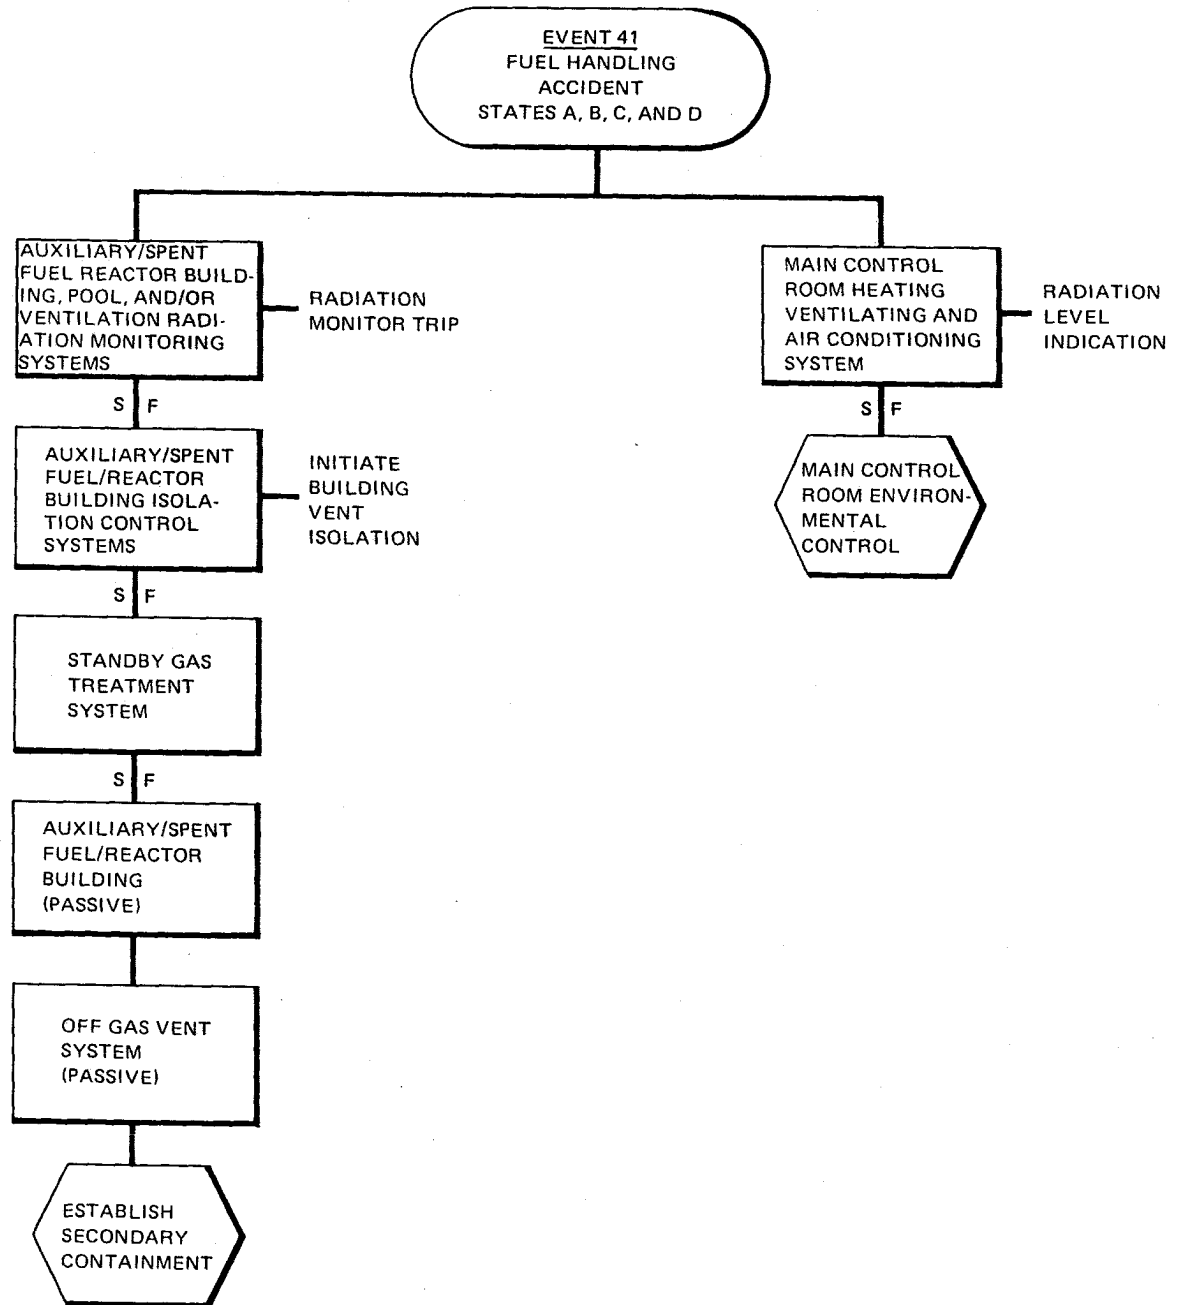 EVENT 41
FUEL HANDLING
ACCIDENT
STATES A, B, C, AND D
AUXILIARY/SPENT
FUEL REACTOR BUILD-
ING, POOL, AND/OR
VENTILATION RADI-
ATION MONITORING
SYSTEMS
RADIATION
MONITOR TRIP
S F
AUXILIARY/SPENT
FUEL/REACTOR
BUILDING ISOLA-
TION CONTROL
SYSTEMS
INITIATE
BUILDING
VENT
ISOLATION
S F
STANDBY GAS
TREATMENT
SYSTEM
S F
AUXILIARY/SPENT
FUEL/REACTOR
BUILDING
(PASSIVE)
OFF GAS VENT
SYSTEM
(PASSIVE)
ESTABLISH
SECONDARY
CONTAINMENT
MAIN CONTROL
ROOM HEATING
VENTILATING AND
AIR CONDITIONING
SYSTEM
RADIATION
LEVEL
INDICATION
S F
MAIN CONTROL
ROOM ENVIRON-
MENTAL
CONTROL